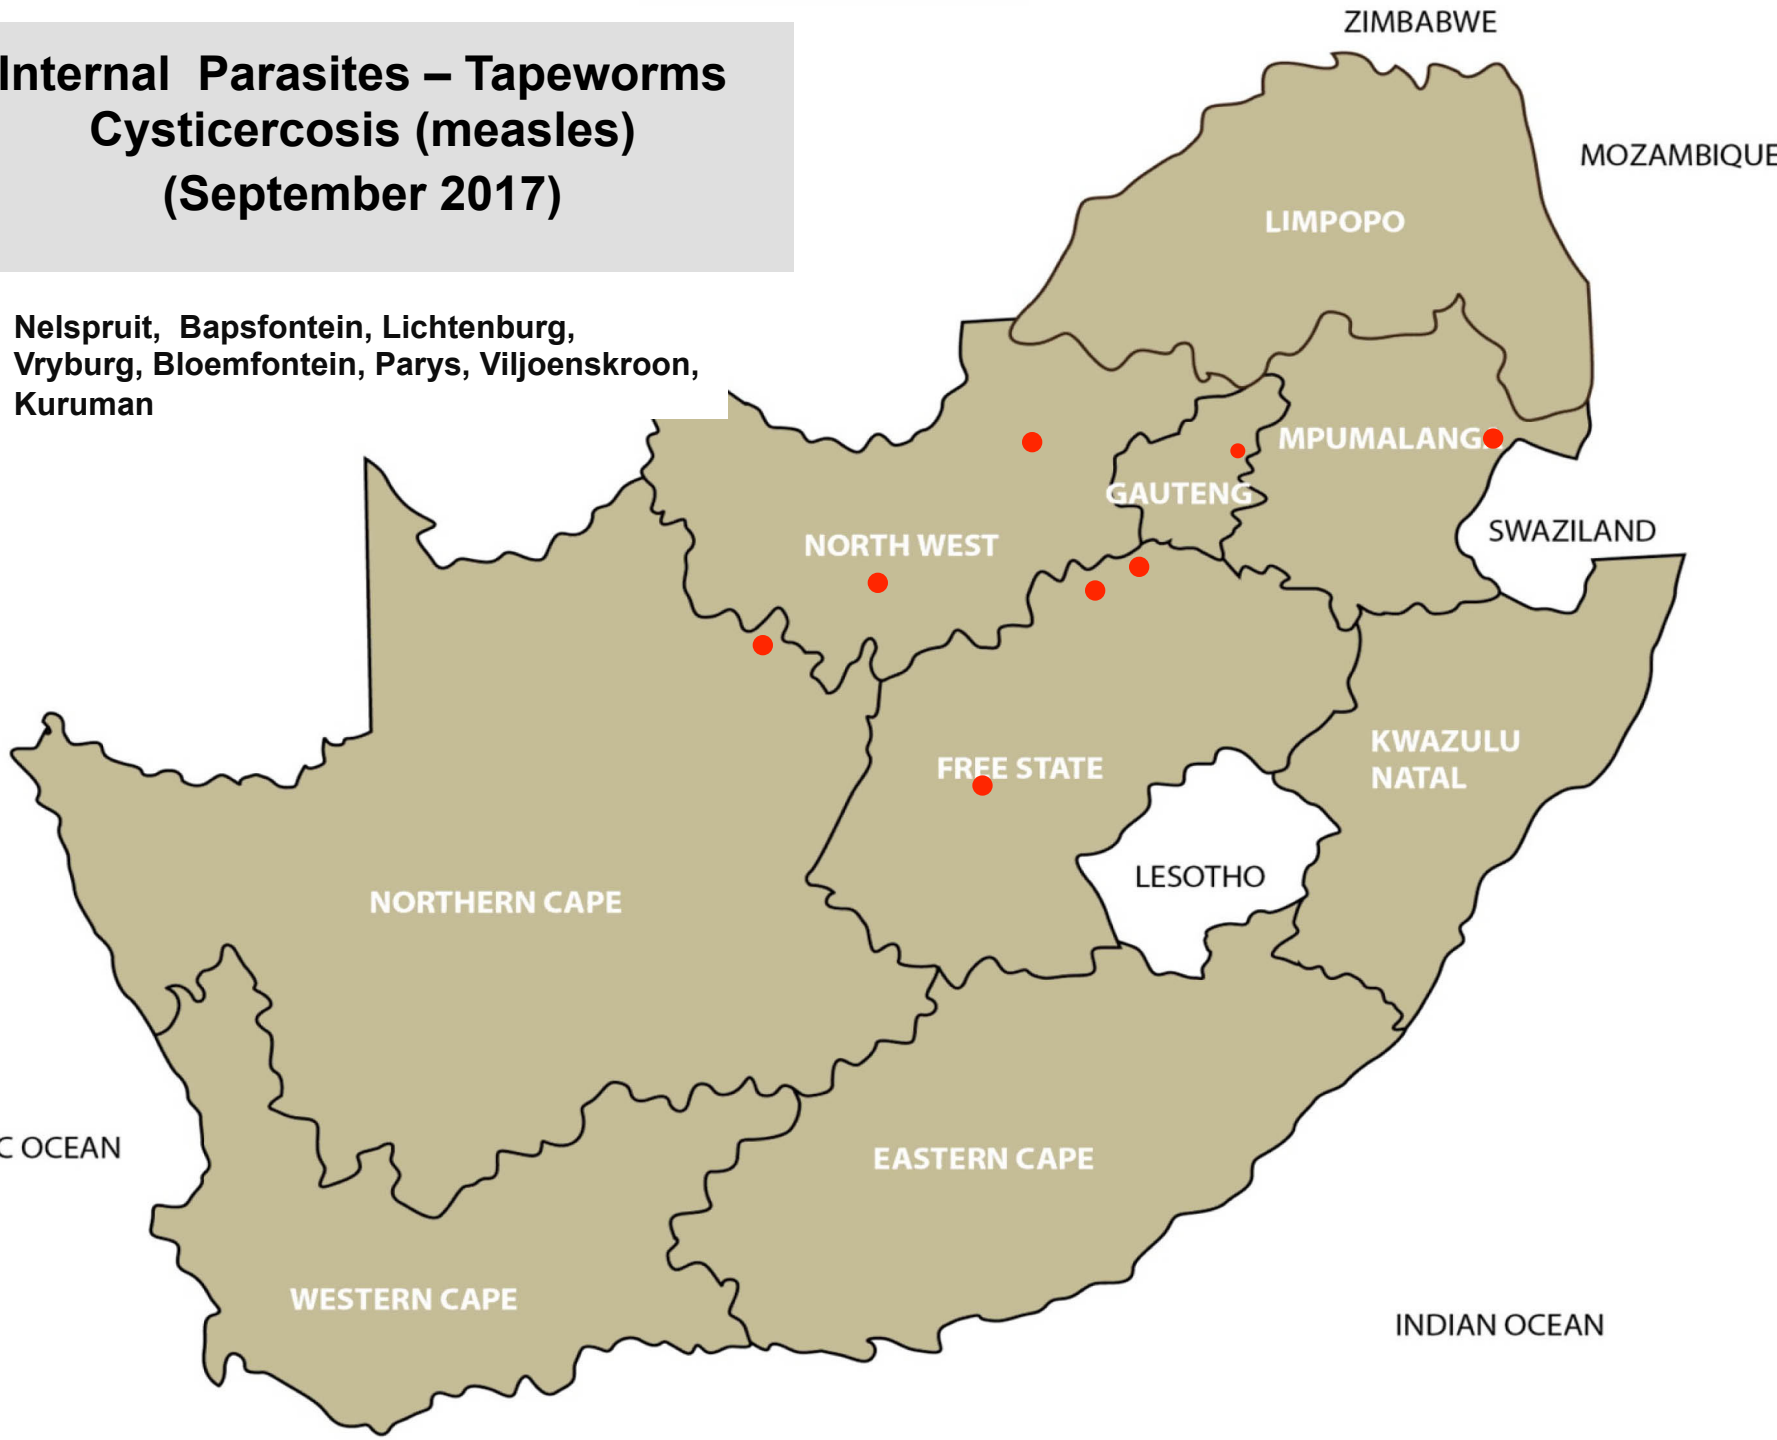 Internal Parasites – Tapeworms
Cysticercosis (measles)
(September 2017)
Nelspruit, Bapsfontein, Lichtenburg,
Vryburg, Bloemfontein, Parys, Viljoenskroon,
Kuruman
ZIMBABWE
MOZAMBIQUE
LIMPOPO
MPUMALANGA
GAUTENG
SWAZILAND
NORTH WEST
KWAZULU
NATAL
FREE STATE
LESOTHO
NORTHERN CAPE
C OCEAN
EASTERN CAPE
WESTERN CAPE
INDIAN OCEAN